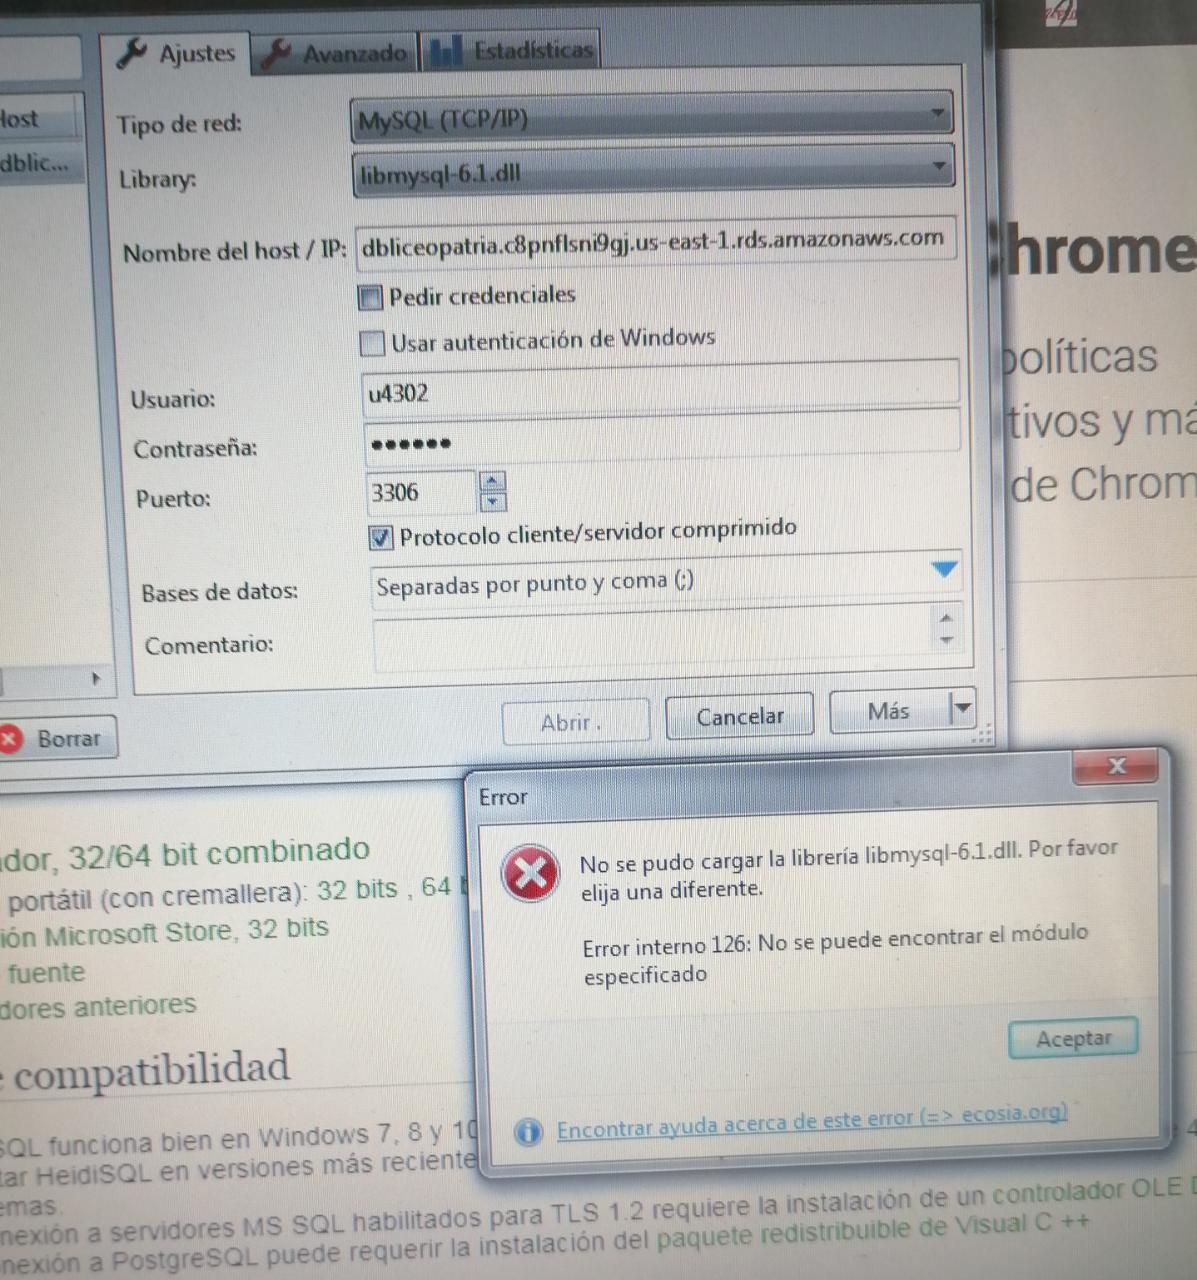 Ajustes
Avanzado
Estadísticas
Host
dblic...
Tipo de red:
MySQL (TCP/IP)
Library:
libmysql-6.1.dll
Nombre del host / IP:
dbliceopatria.c8pnflsni9gj.us-east-1.rds.amazonaws.com
Pedir credenciales
Usar autenticación de Windows
Usuario:
u4302
Contraseña:
••••••
Puerto:
3306
Protocolo cliente/servidor comprimido
Bases de datos:
Separadas por punto y coma (;)
Comentario:
Borrar
Abrir .
Cancelar
Más
hrome
políticas
tivos y má
de Chrom
Error
No se pudo cargar la librería libmysql-6.1.dll. Por favor
elija una diferente.
Error interno 126: No se puede encontrar el módulo
especificado
Aceptar
Encontrar ayuda acerca de este error (=> ecosia.org)
dor, 32/64 bit combinado
portátil (con cremallera): 32 bits , 64 b
ión Microsoft Store, 32 bits
fuente
dores anteriores
e compatibilidad
SQL funciona bien en Windows 7, 8 y 10
tar HeidiSQL en versiones más reciente
emas.
nexión a servidores MS SQL habilitados para TLS 1.2 requiere la instalación de un controlador OLE D
nexión a PostgreSQL puede requerir la instalación del paquete redistribuible de Visual C ++